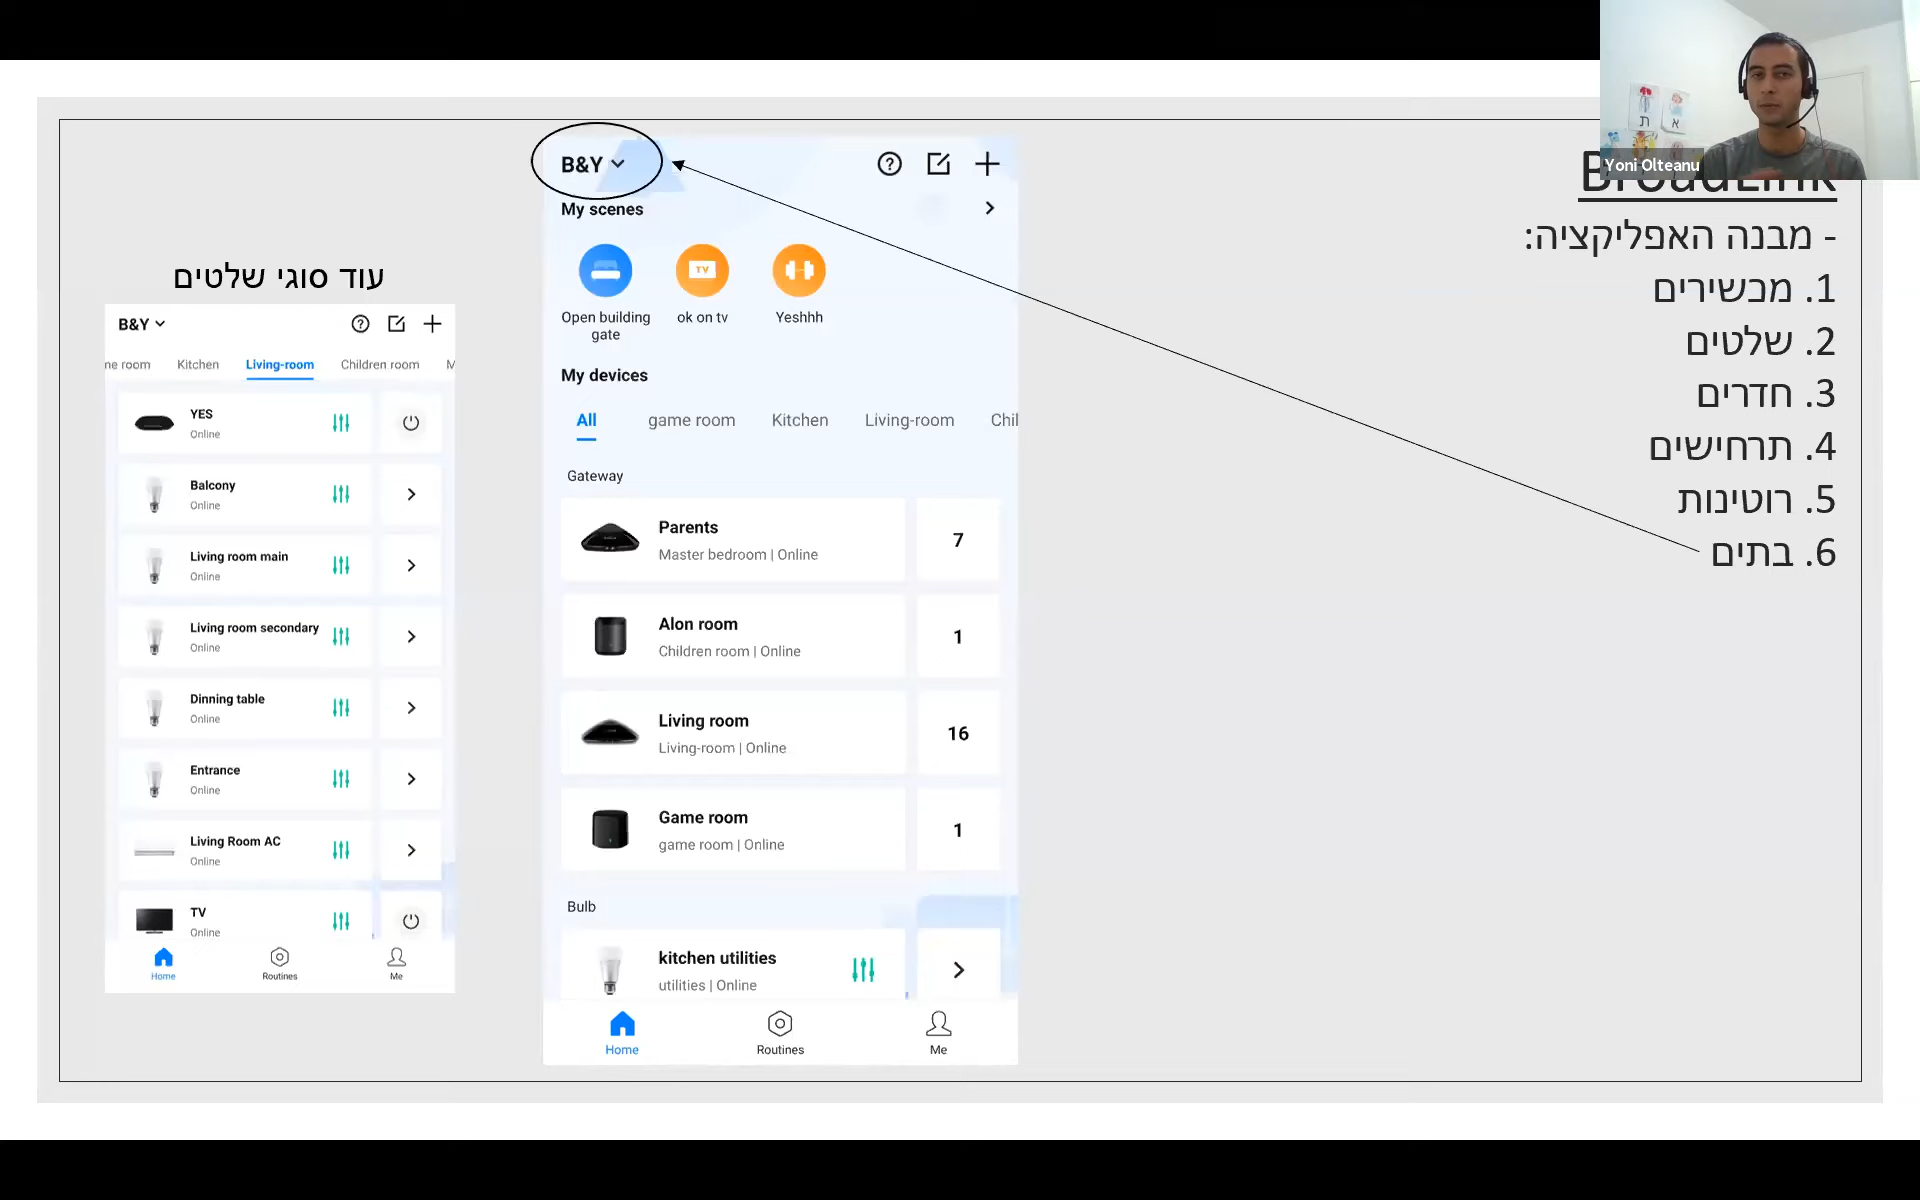 Yoni Olteanu
BroadLink
- מבנה האפליקציה:
1. מכשירים
2. שלטים
3. חדרים
4. תרחישים
5. רוטינות
6. בתים
B&Y
My scenes
Open building gate
ok on tv
Yeshhh
My devices
All game room Kitchen Living-room Chil
Gateway
Parents
Master bedroom | Online
7
Alon room
Children room | Online
1
Living room
Living-room | Online
16
Game room
game room | Online
1
Bulb
kitchen utilities
utilities | Online
Home Routines Me
עוד סוגי שלטים
B&Y
ne room Kitchen Living-room Children room M
YES
Online
Balcony
Online
Living room main
Online
Living room secondary
Online
Dinning table
Online
Entrance
Online
Living Room AC
Online
TV
Online
Home Routines Me
TV
ת
א